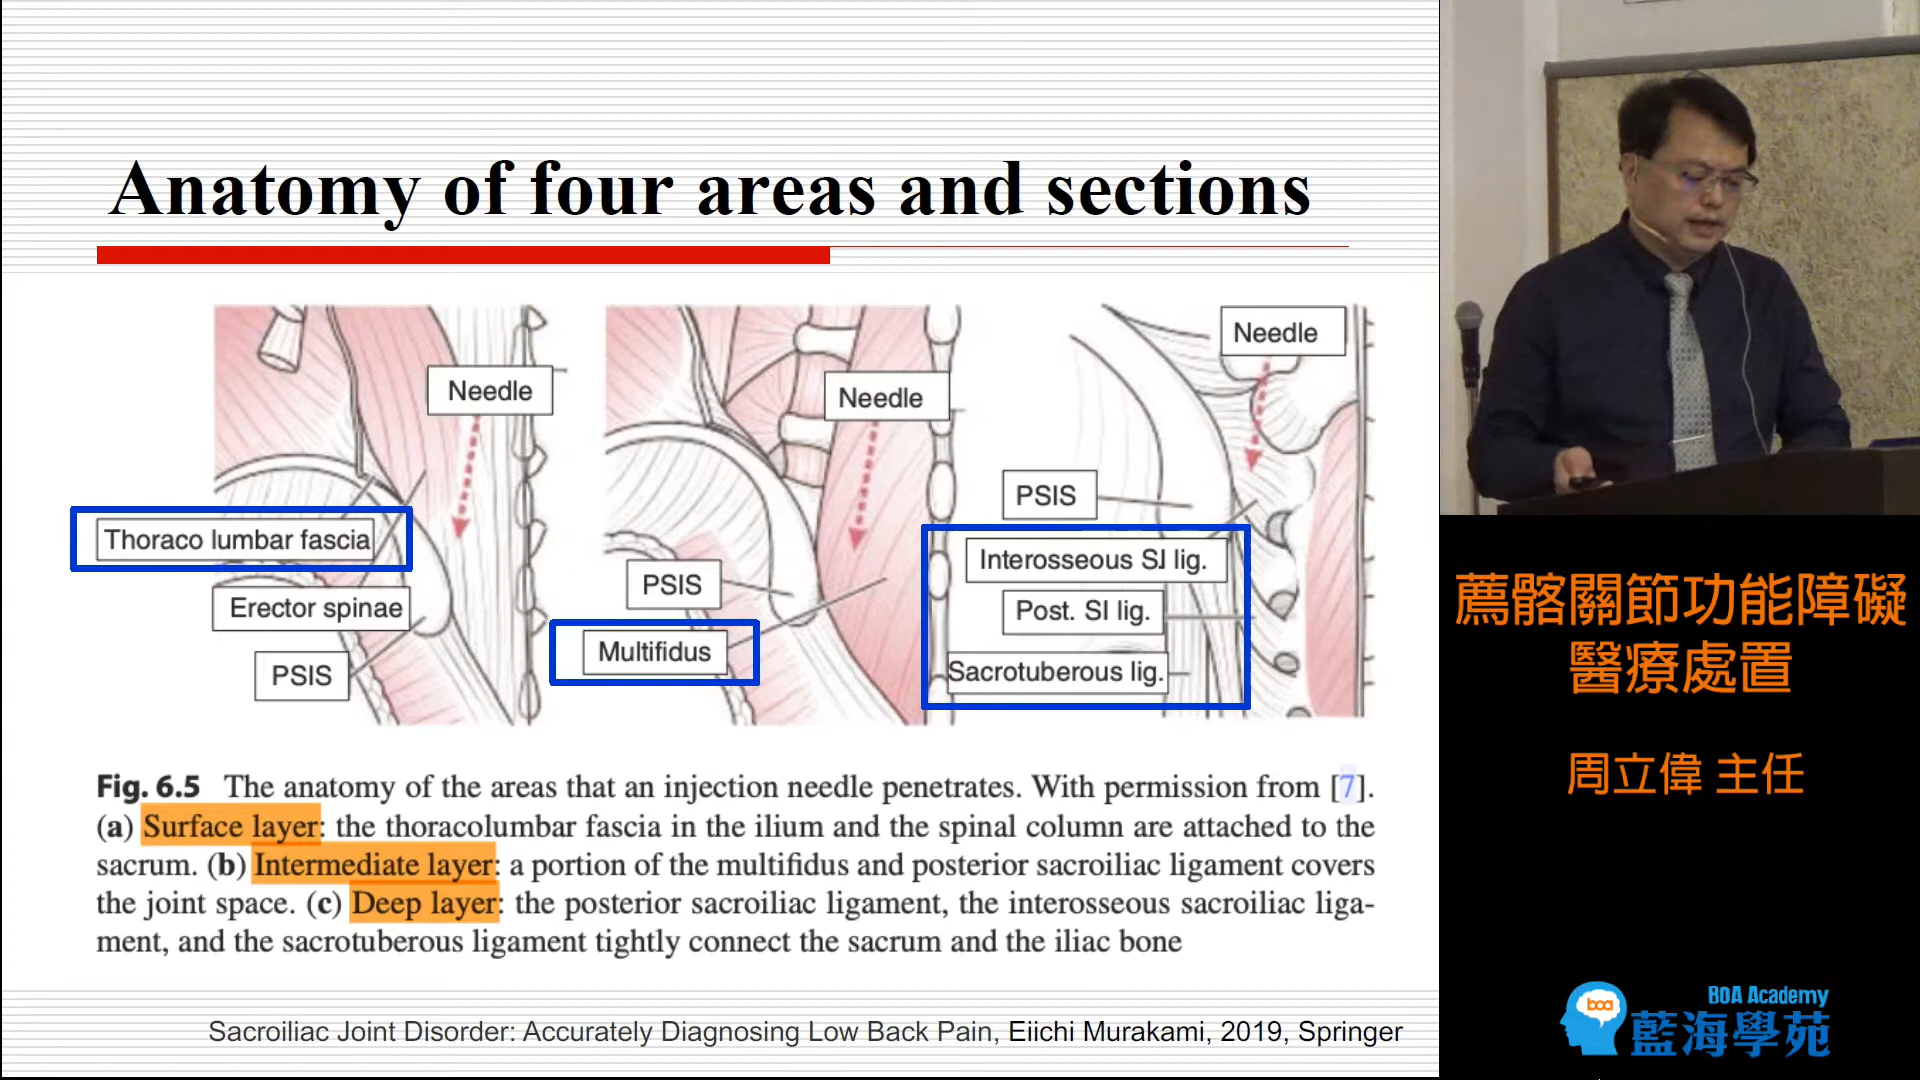 Anatomy of four areas and sections
Needle
Thoraco lumbar fascia
Erector spinae
PSIS
Needle
PSIS
Multifidus
Needle
PSIS
Interosseous SJ lig.
Post. SI lig.
Sacrotuberous lig.
Fig. 6.5 The anatomy of the areas that an injection needle penetrates. With permission from [7].
(a) Surface layer: the thoracolumbar fascia in the ilium and the spinal column are attached to the
sacrum. (b) Intermediate layer: a portion of the multifidus and posterior sacroiliac ligament covers
the joint space. (c) Deep layer: the posterior sacroiliac ligament, the interosseous sacroiliac liga-
ment, and the sacrotuberous ligament tightly connect the sacrum and the iliac bone
Sacroiliac Joint Disorder: Accurately Diagnosing Low Back Pain, Eiichi Murakami, 2019, Springer
薦髂關節功能障礙
醫療處置
周立偉 主任
boa
BOA Academy
藍海學苑